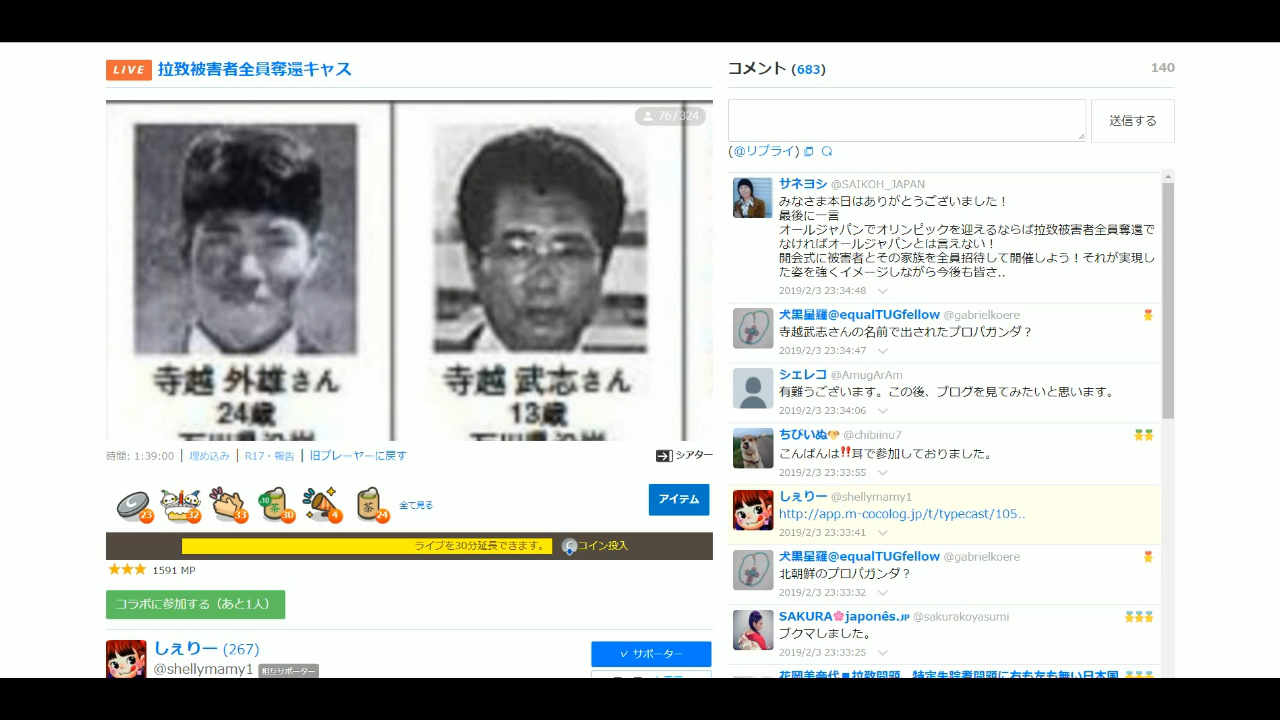 LIVE 拉致被害者全員奪還キャス
76/324
寺越 外雄さん
24歳
寺越 武志さん
13歳
時間: 1:39:00 | 埋め込み | R17・報告 | 旧プレーヤーに戻す
シアター
23
32
33
30
4
24
全て見る
アイテム
ライブを30分延長できます。
コイン投入
1591 MP
コラボに参加する（あと1人）
しぇりー (267)
@shellymamy1 相互サポーター
✓ サポーター
コメント (683)
140
送信する
(@リプライ)
サネヨシ @SAIKOH_JAPAN
みなさま本日はありがとうございました！
最後に一言
オールジャパンでオリンピックを迎えるならば拉致被害者全員奪還で
なければオールジャパンとは言えない！
開会式に被害者とその家族を全員招待して開催しよう！それが実現し
た姿を強くイメージしながら今後も皆さ..
2019/2/3 23:34:48
犬黒星羅@equalTUGfellow @gabrielkoere
寺越武志さんの名前で出されたプロパガンダ？
2019/2/3 23:34:47
シェレコ @AmugArAm
有難うございます。この後、ブログを見てみたいと思います。
2019/2/3 23:34:06
ちびいぬ @chibiinu7
こんばんは‼耳で参加しておりました。
2019/2/3 23:33:55
しぇりー @shellymamy1
http://app.m-cocolog.jp/t/typecast/105..
2019/2/3 23:33:41
犬黒星羅@equalTUGfellow @gabrielkoere
北朝鮮のプロパガンダ？
2019/2/3 23:33:32
SAKURA🌸japonês.JP @sakurakoyasumi
ブクマしました。
2019/2/3 23:33:25